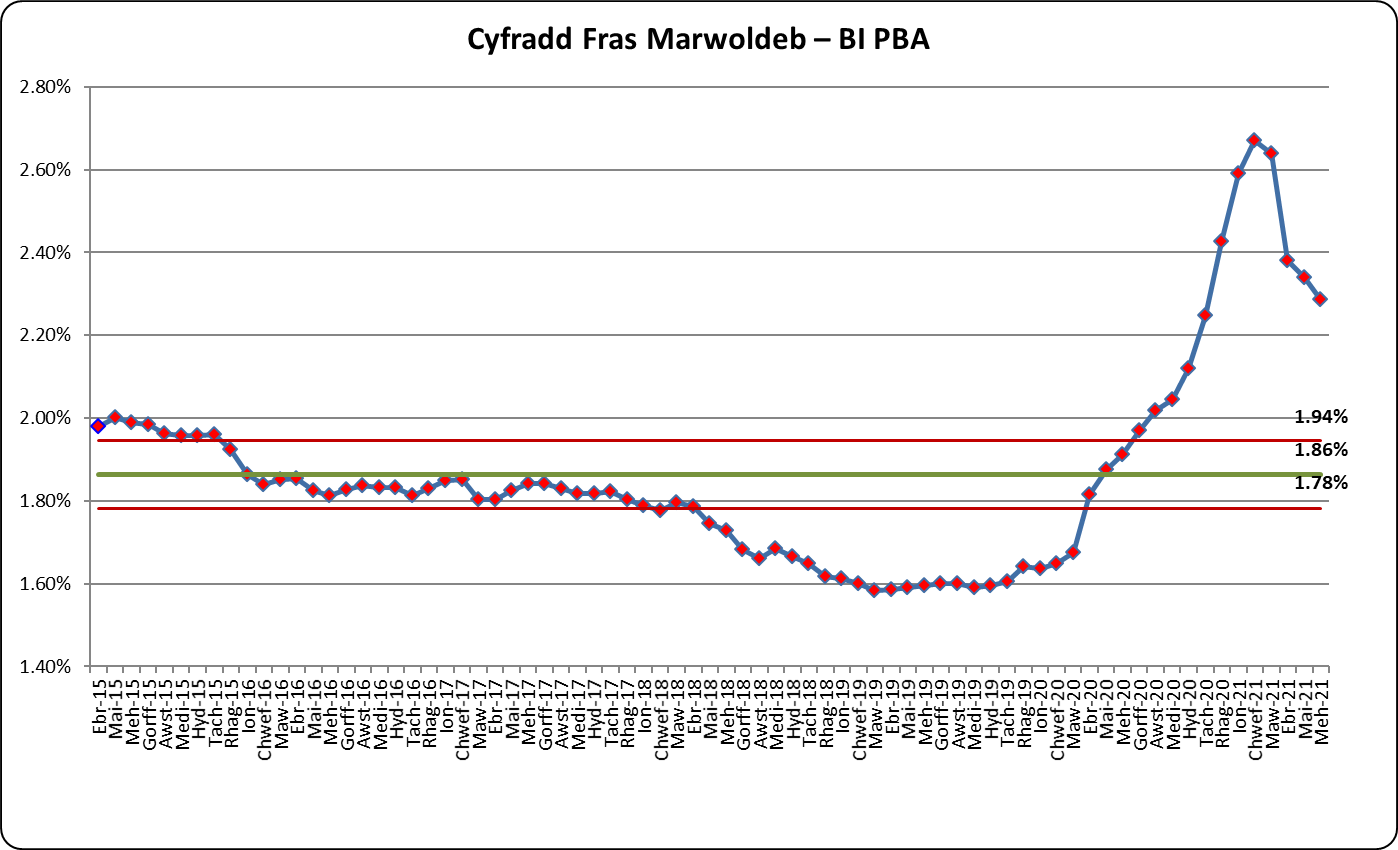 Cyfradd Fras Marwoldeb – BI PBA
2.80%
2.60%
2.40%
2.20%
2.00%
1.80%
1.60%
1.40%
1.94%
1.86%
1.78%
Ebr-15
Mai-15
Meh-15
Gorff-15
Awst-15
Medi-15
Hyd-15
Tach-15
Rhag-15
Ion-16
Chwef-16
Maw-16
Ebr-16
Mai-16
Meh-16
Gorff-16
Awst-16
Medi-16
Hyd-16
Tach-16
Rhag-16
Ion-17
Chwef-17
Maw-17
Ebr-17
Mai-17
Meh-17
Gorff-17
Awst-17
Medi-17
Hyd-17
Tach-17
Rhag-17
Ion-18
Chwef-18
Maw-18
Ebr-18
Mai-18
Meh-18
Gorff-18
Awst-18
Medi-18
Hyd-18
Tach-18
Rhag-18
Ion-19
Chwef-19
Maw-19
Ebr-19
Mai-19
Meh-19
Gorff-19
Awst-19
Medi-19
Hyd-19
Tach-19
Rhag-19
Ion-20
Chwef-20
Maw-20
Ebr-20
Mai-20
Meh-20
Gorff-20
Awst-20
Medi-20
Hyd-20
Tach-20
Rhag-20
Ion-21
Chwef-21
Maw-21
Ebr-21
Mai-21
Meh-21